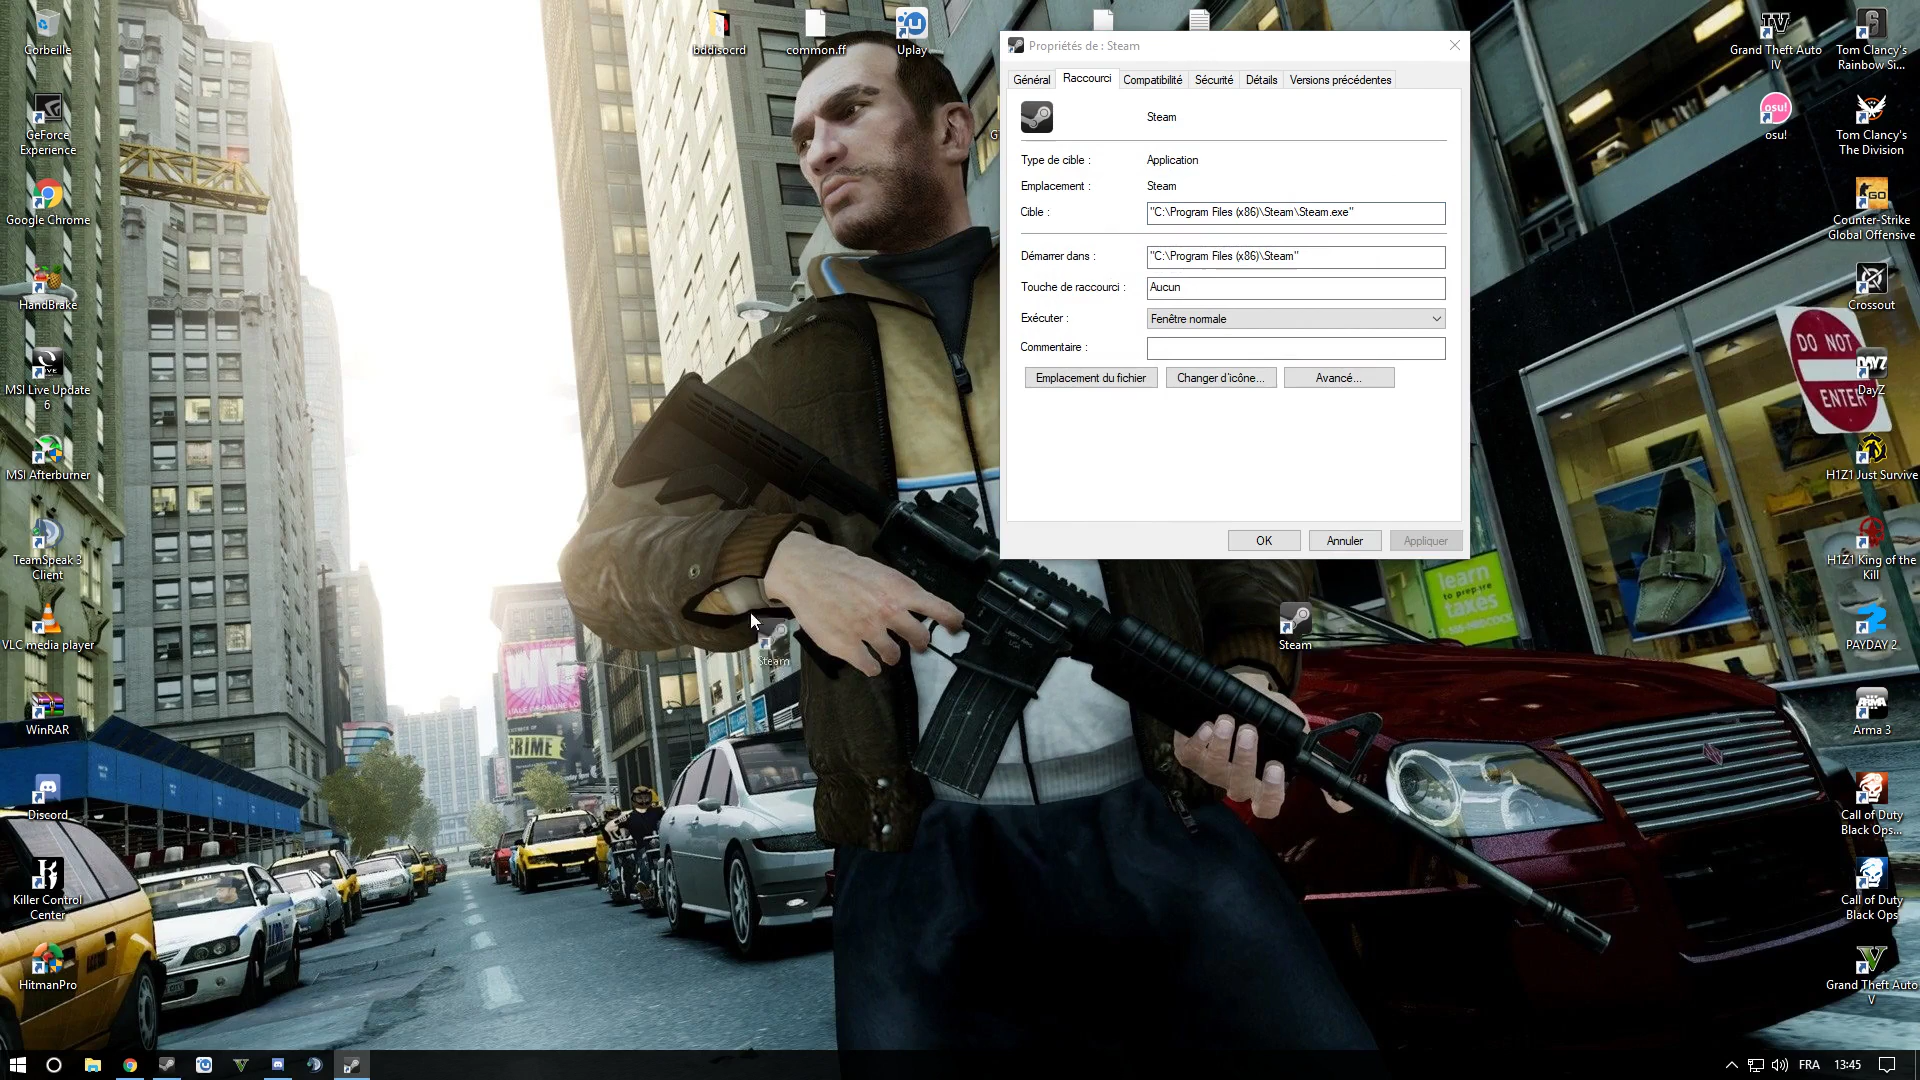 Corbeille
GeForce
Experience
Google Chrome
HandBrake
MSI Live Update
6
MSI Afterburner
TeamSpeak 3
Client
VLC media player
WinRAR
Discord
Killer Control
Center
HitmanPro
bddisocrd
common.ff
Uplay
Propriétés de : Steam
Général
Raccourci
Compatibilité
Sécurité
Détails
Versions précédentes
Steam
Type de cible :
Application
Emplacement :
Steam
Cible :
"C:\Program Files (x86)\Steam\Steam.exe"
Démarrer dans :
"C:\Program Files (x86)\Steam"
Touche de raccourci :
Aucun
Exécuter :
Fenêtre normale
Commentaire :
Emplacement du fichier
Changer d'icône...
Avancé...
OK
Annuler
Appliquer
Steam
Steam
Grand Theft Auto
IV
osu!
osu!
Tom Clancy's
Rainbow Si...
Tom Clancy's
The Division
GO
Counter-Strike
Global Offensive
Crossout
DAYZ
DayZ
H1Z1 Just Survive
H1Z1 King of the
Kill
PAYDAY 2
ARMA
Arma 3
Call of Duty
Black Ops...
Call of Duty
Black Ops
Grand Theft Auto
V
DO NOT
ENTER
learn
to prepare
taxes
CRIME
TAXI
FRA
13:45